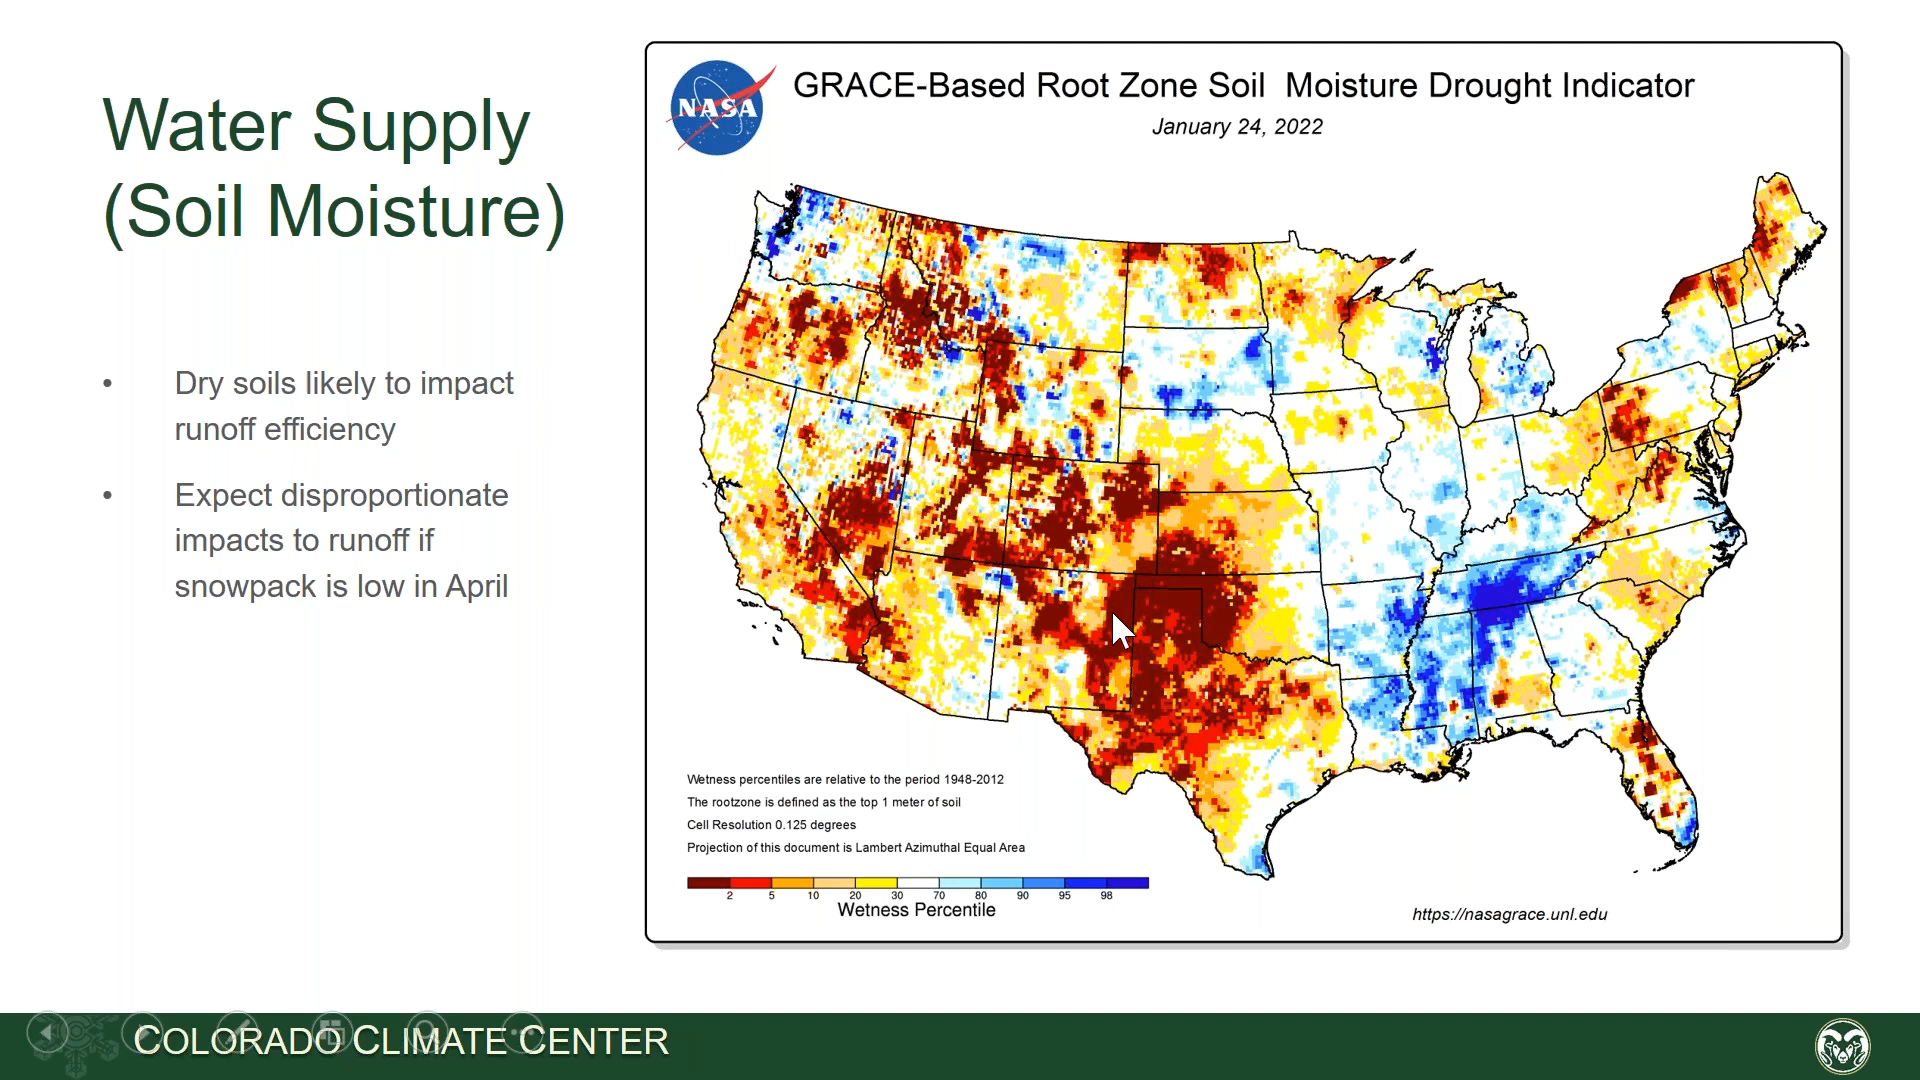 Water Supply
(Soil Moisture)
• Dry soils likely to impact
runoff efficiency
• Expect disproportionate
impacts to runoff if
snowpack is low in April
NASA
GRACE-Based Root Zone Soil  Moisture Drought Indicator
January 24, 2022
Wetness percentiles are relative to the period 1948-2012
The rootzone is defined as the top 1 meter of soil
Cell Resolution 0.125 degrees
Projection of this document is Lambert Azimuthal Equal Area
2 5 10 20 30 70 80 90 95 98
Wetness Percentile
https://nasagrace.unl.edu
COLORADO CLIMATE CENTER